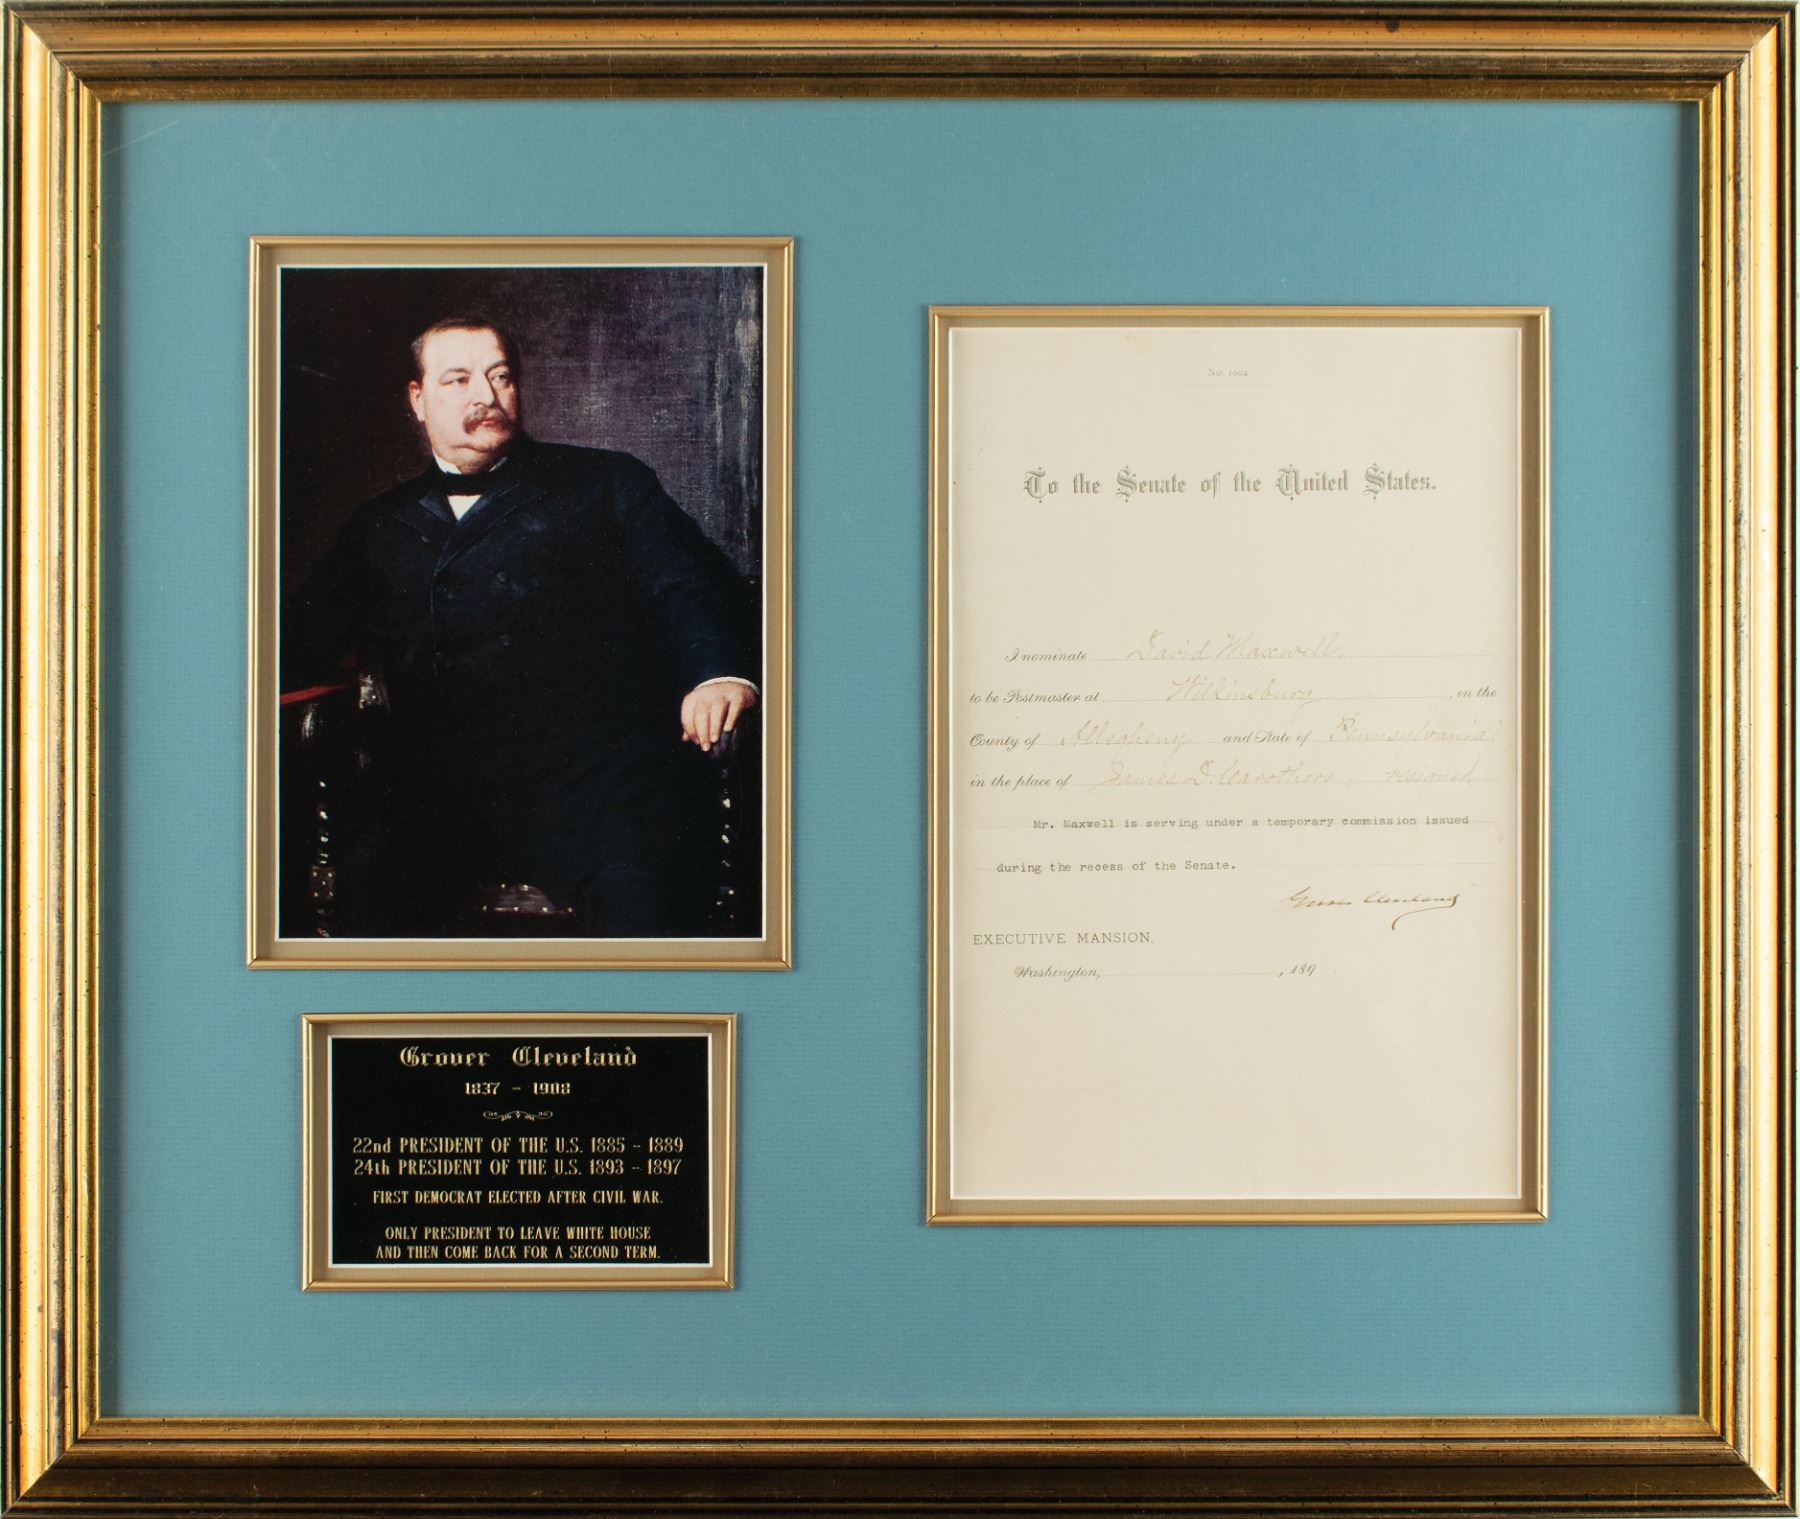 Grover Cleveland
1837 - 1908
22nd PRESIDENT OF THE U.S. 1885 - 1889
24th PRESIDENT OF THE U.S. 1893 - 1897
FIRST DEMOCRAT ELECTED AFTER CIVIL WAR.
ONLY PRESIDENT TO LEAVE WHITE HOUSE
AND THEN COME BACK FOR A SECOND TERM.
No. 1004
To the Senate of the United States.
I nominate David Maxwell,
to be Postmaster at Wilkinsburg, in the
County of Allegheny and State of Pennsylvania,
in the place of James D. Carothers, resigned
Mr. Maxwell is serving under a temporary commission issued
during the recess of the Senate.
Grover Cleveland
EXECUTIVE MANSION,
Washington, , 189